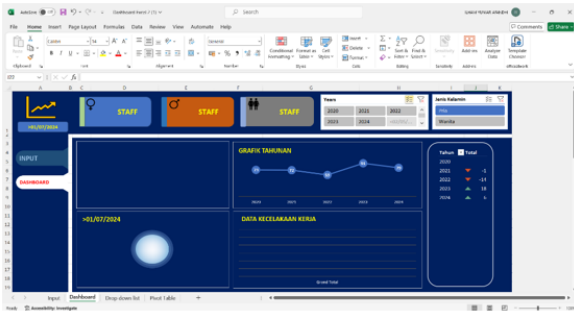 AutoSave
Search
File Home Insert Page Layout Formulas Data Review View Automate Help
Comments Share
Conditional Formatting
Format as Table
Cell Styles
Insert
Delete
Format
Sort & Filter
Find & Select
Add-ins
Analyze Data
Clipboard Font Alignment Number Styles Cells Editing
STAFF
STAFF
STAFF
Years
2020 2021 2022
2023 2024
Jenis Kelamin
Pria
Wanita
>01/07/2024
INPUT
DASHBOARD
GRAFIK TAHUNAN
2020 2021 2022 2023 2024
Tahun Total
2020
2021 -1
2022 -14
2023 18
2024 6
>01/07/2024
DATA KECELAKAAN KERJA
Grand Total
Input Dashboard Drop down list Pivot Table
Ready Accessibility: Investigate